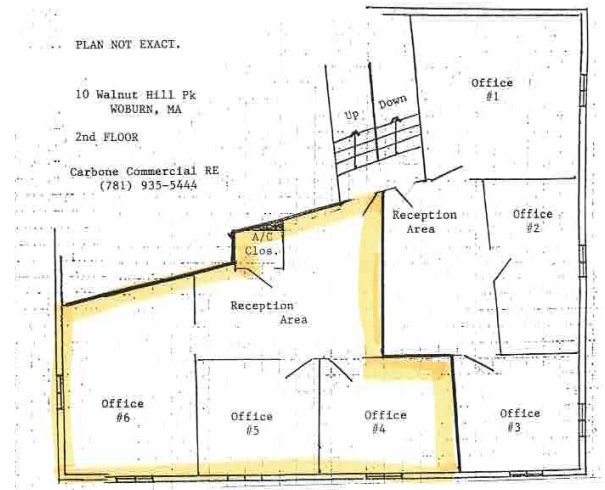 PLAN NOT EXACT.
10 Walnut Hill Pk
WOBURN, MA
2nd FLOOR
Carbone Commercial RE
(781) 935-5444
Office
#1
Up
Down
Reception
Area
Office
#2
A/C
Clos.
Reception
Area
Office
#6
Office
#5
Office
#4
Office
#3